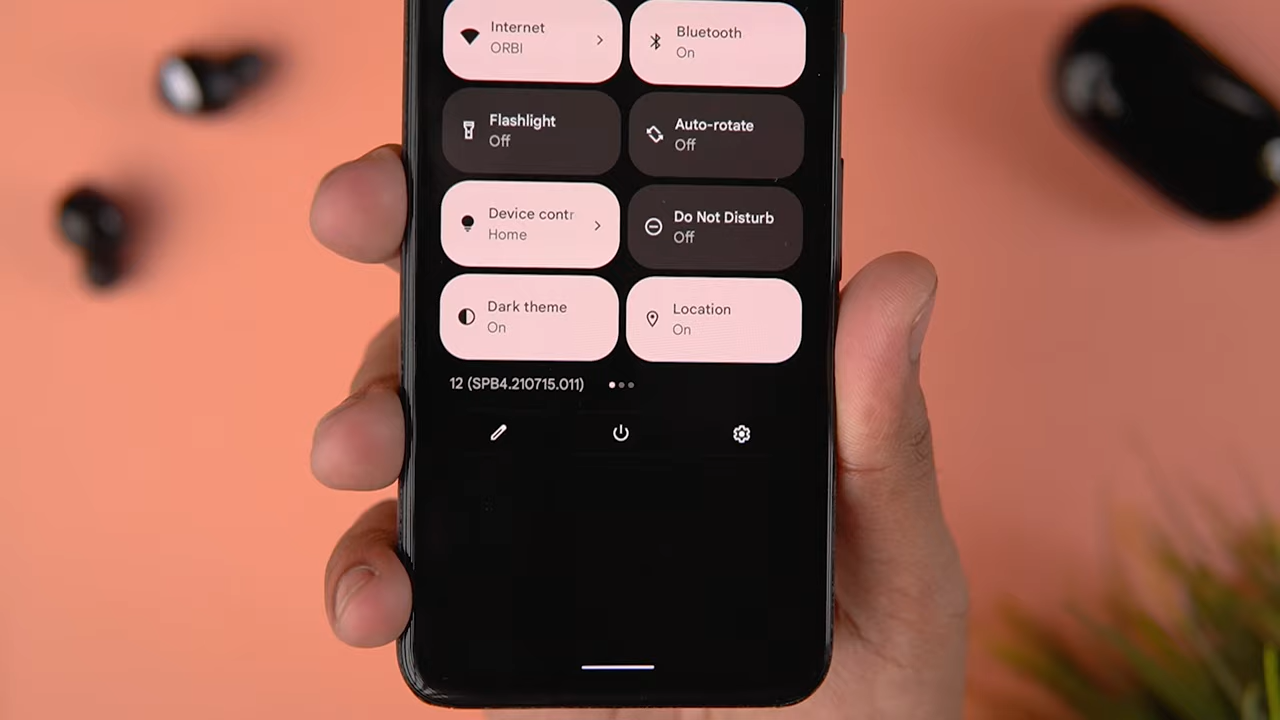 Internet
ORBI
Bluetooth
On
Flashlight
Off
Auto-rotate
Off
Device contr
Home
Do Not Disturb
Off
Dark theme
On
Location
On
12 (SPB4.210715.011)